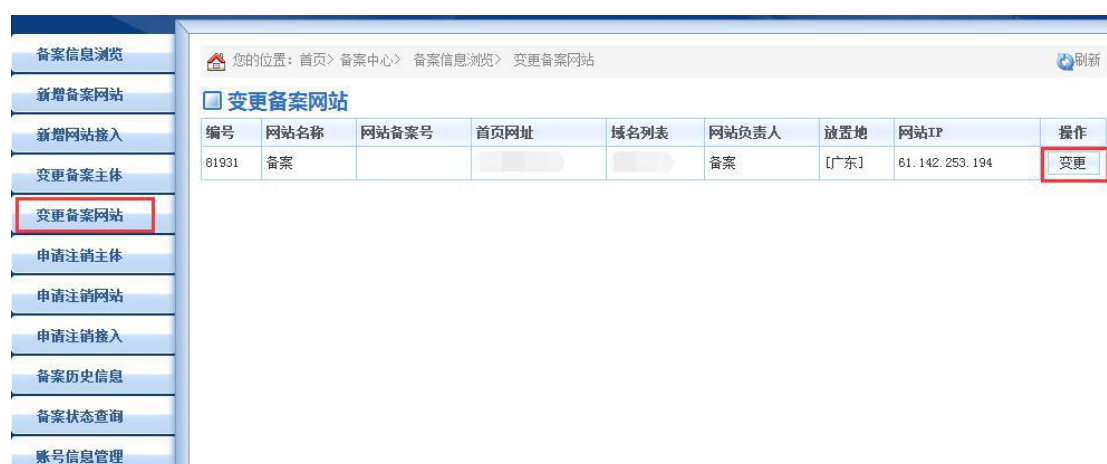 备案信息浏览
新增备案网站
新增网站接入
变更备案主体
变更备案网站
申请注销主体
申请注销网站
申请注销接入
备案历史信息
备案状态查询
账号信息管理
您的位置：首页> 备案中心> 备案信息浏览> 变更备案网站
刷新
变更备案网站
编号 网站名称 网站备案号 首页网址 域名列表 网站负责人 放置地 网站IP 操作
81931 备案 备案 [广东] 61.142.253.194 变更